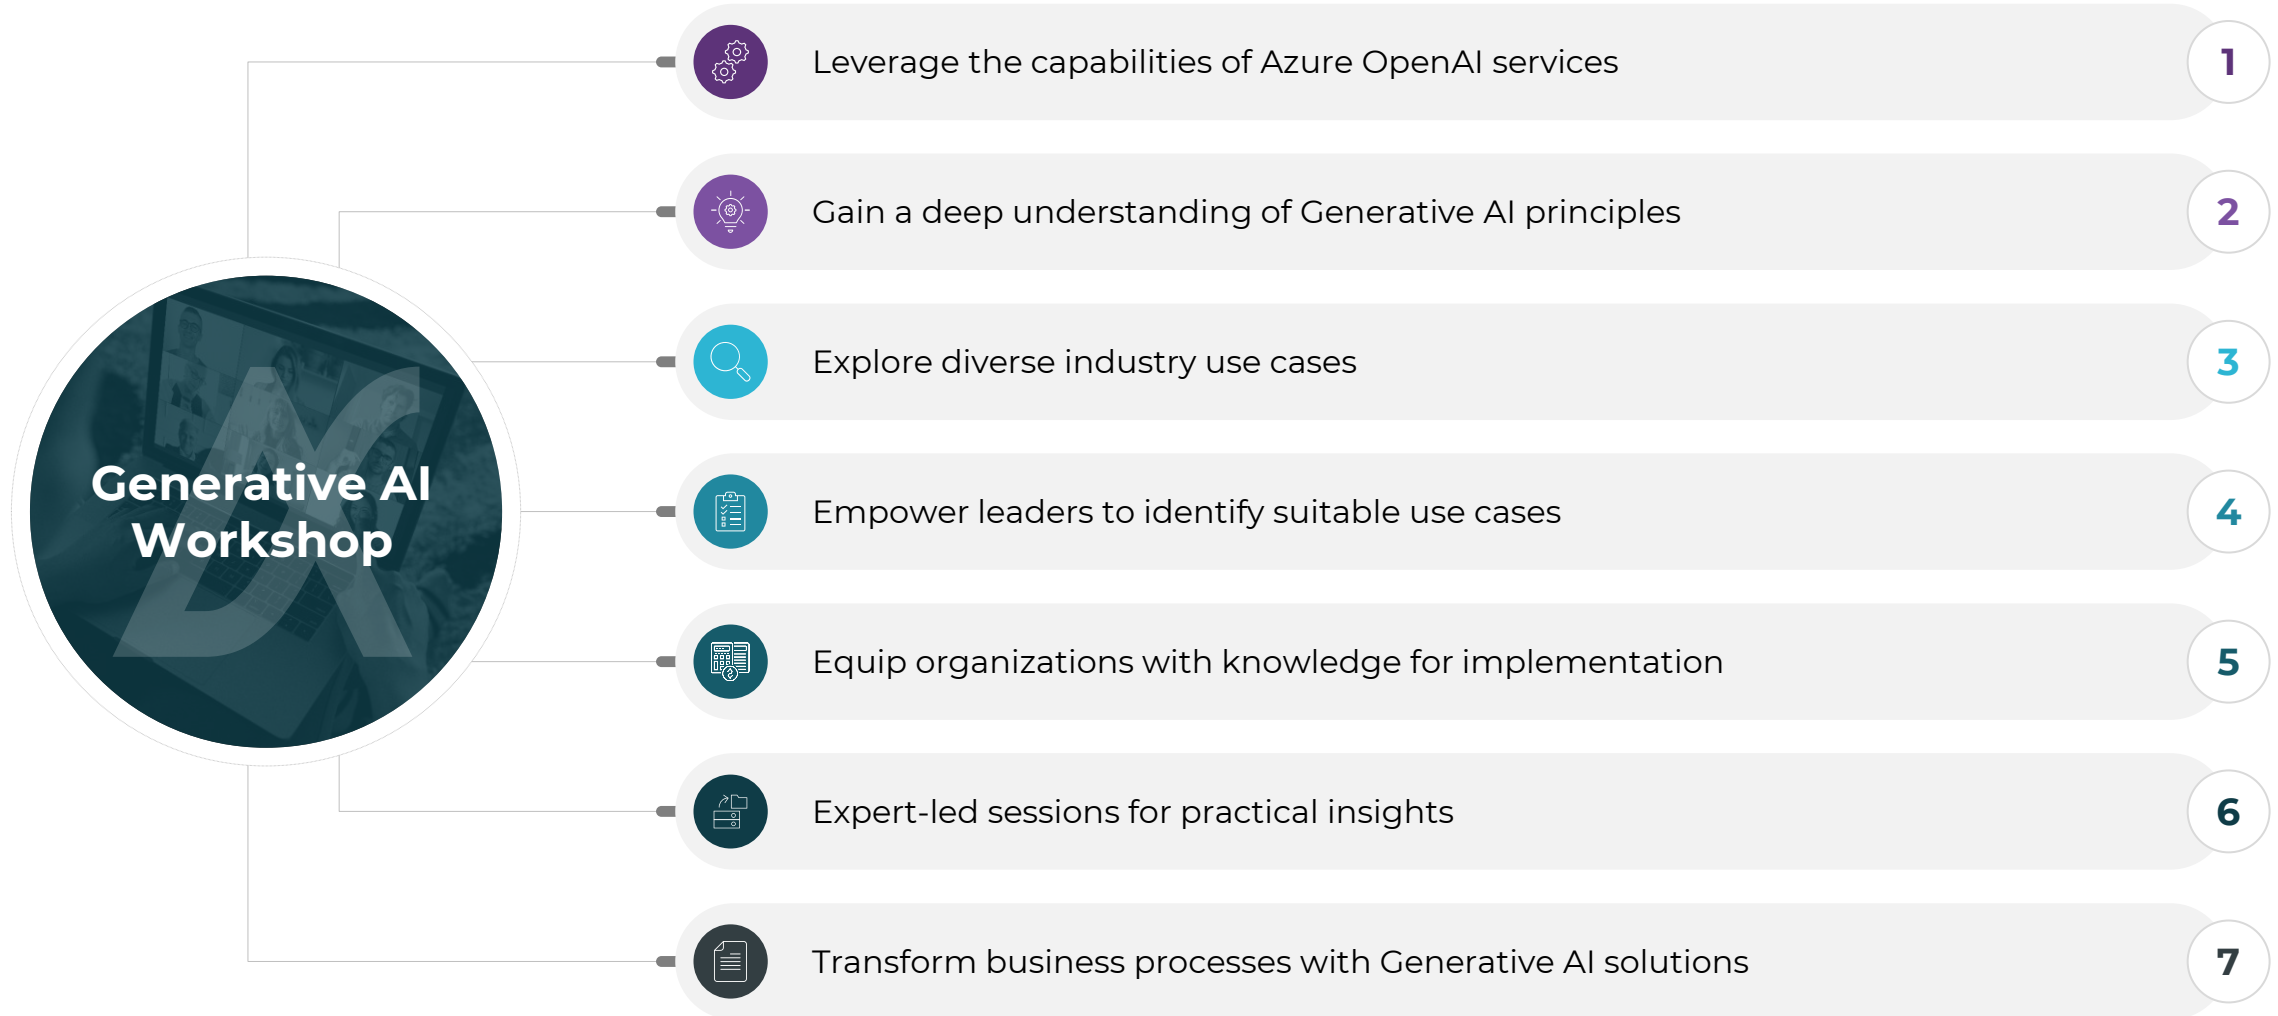 Generative AI
Workshop
Leverage the capabilities of Azure OpenAI services
1
Gain a deep understanding of Generative AI principles
2
Explore diverse industry use cases
3
Empower leaders to identify suitable use cases
4
Equip organizations with knowledge for implementation
5
Expert-led sessions for practical insights
6
Transform business processes with Generative AI solutions
7